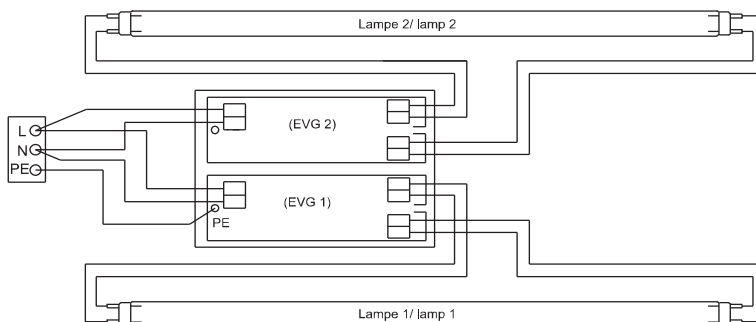 Lampe 2/ lamp 2
L
(EVG 2)
N
PE
(EVG 1)
PE
Lampe 1/ lamp 1